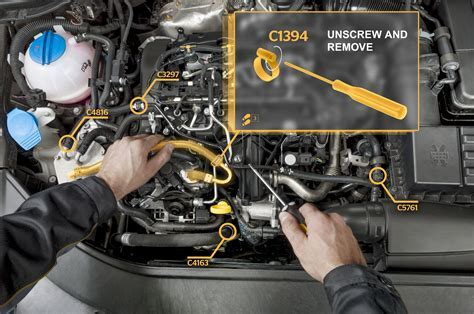 C1394
UNSCREW AND
REMOVE
C3297
C4816
C5761
C4163